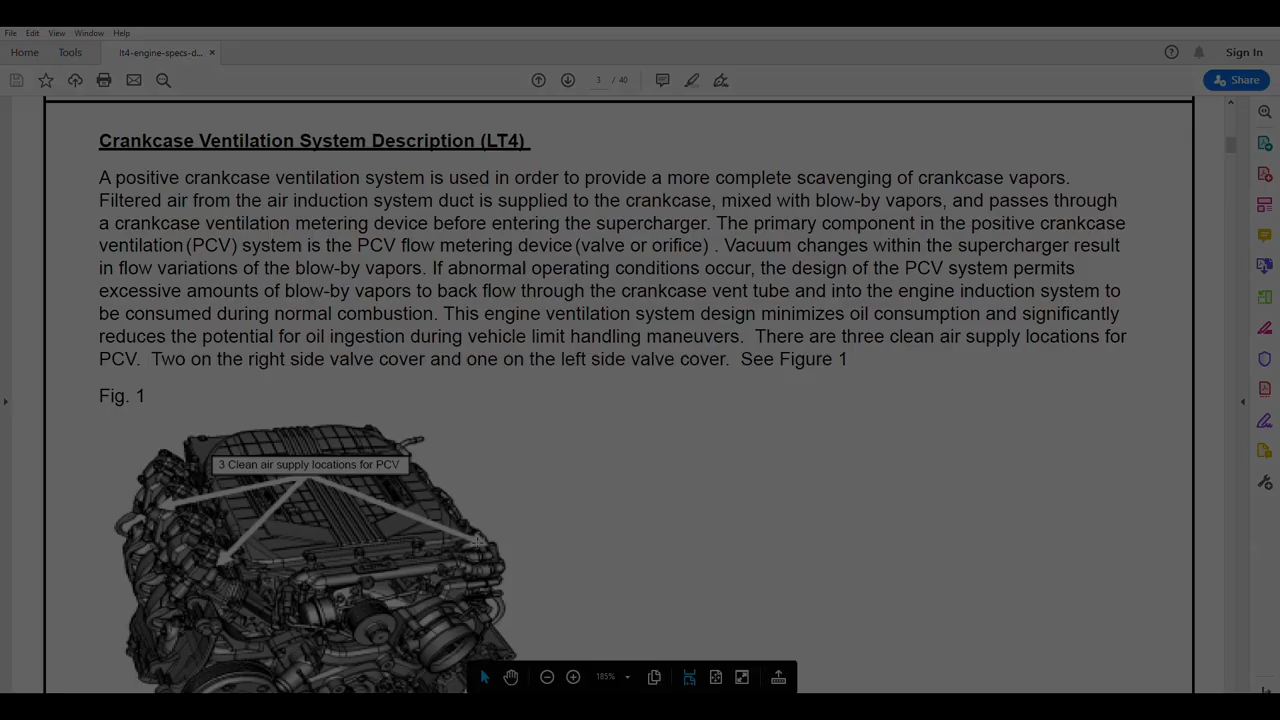 File Edit View Window Help
Home Tools lt4-engine-specs-d... × Sign In
3 / 40 Share
Crankcase Ventilation System Description (LT4)
A positive crankcase ventilation system is used in order to provide a more complete scavenging of crankcase vapors.
Filtered air from the air induction system duct is supplied to the crankcase, mixed with blow-by vapors, and passes through
a crankcase ventilation metering device before entering the supercharger. The primary component in the positive crankcase
ventilation (PCV) system is the PCV flow metering device (valve or orifice) . Vacuum changes within the supercharger result
in flow variations of the blow-by vapors. If abnormal operating conditions occur, the design of the PCV system permits
excessive amounts of blow-by vapors to back flow through the crankcase vent tube and into the engine induction system to
be consumed during normal combustion. This engine ventilation system design minimizes oil consumption and significantly
reduces the potential for oil ingestion during vehicle limit handling maneuvers. There are three clean air supply locations for
PCV. Two on the right side valve cover and one on the left side valve cover. See Figure 1
Fig. 1
3 Clean air supply locations for PCV
185%